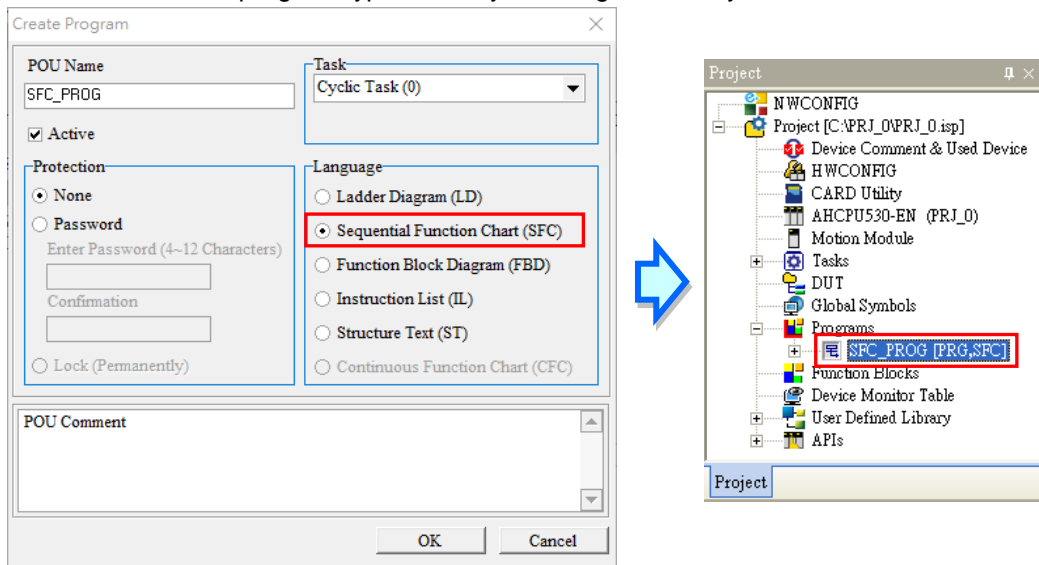 Create Program
POU Name
SFC_PROG
Active
Task
Cyclic Task (0)
Protection
None
Password
Enter Password (4~12 Characters)
Confirmation
Lock (Permanently)
Language
Ladder Diagram (LD)
Sequential Function Chart (SFC)
Function Block Diagram (FBD)
Instruction List (IL)
Structure Text (ST)
Continuous Function Chart (CFC)
POU Comment
OK Cancel
Project
NWCONFIG
Project [C:\PRJ_0\PRJ_0.isp]
Device Comment & Used Device
HWCONFIG
CARD Utility
AHCPU530-EN (PRJ_0)
Motion Module
Tasks
DUT
Global Symbols
Programs
SFC_PROG [PRG,SFC]
Function Blocks
Device Monitor Table
User Defined Library
APIs
Project